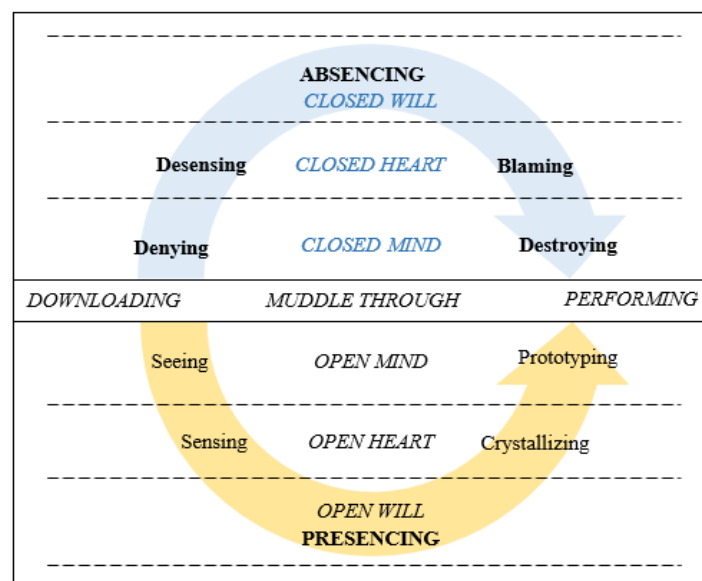 ABSENCING
CLOSED WILL
Desensing CLOSED HEART Blaming
Denying CLOSED MIND Destroying
DOWNLOADING MUDDLE THROUGH PERFORMING
Seeing OPEN MIND Prototyping
Sensing OPEN HEART Crystallizing
OPEN WILL
PRESENCING